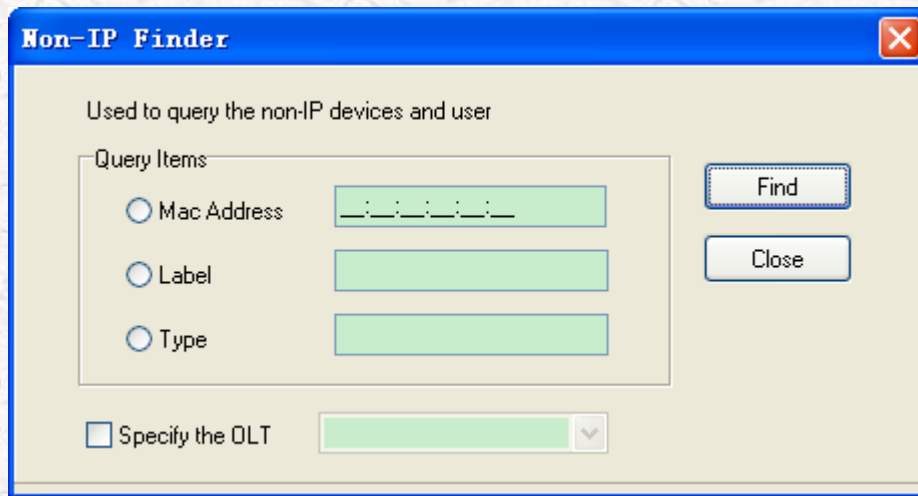 Non-IP Finder
Used to query the non-IP devices and user
Query Items
Mac Address __:__:__:__:__:__
Label
Type
Find
Close
Specify the OLT